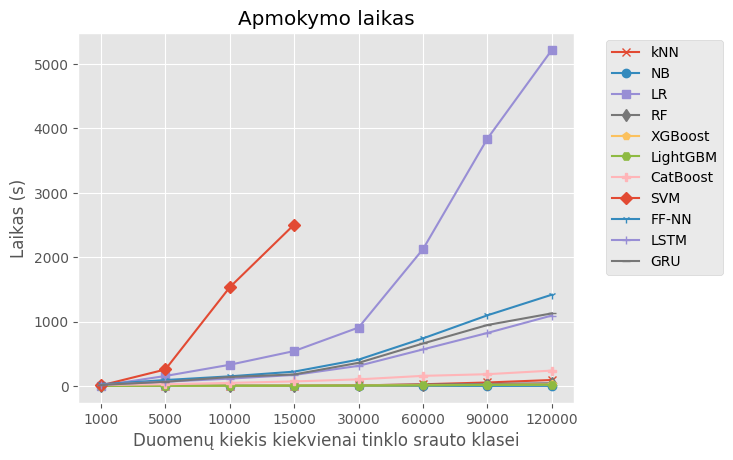 Apmokymo laikas
Laikas (s)
5000
4000
3000
2000
1000
0
1000
5000
10000
15000
30000
60000
90000
120000
Duomenų kiekis kiekvienai tinklo srauto klasei
kNN
NB
LR
RF
XGBoost
LightGBM
CatBoost
SVM
FF-NN
LSTM
GRU